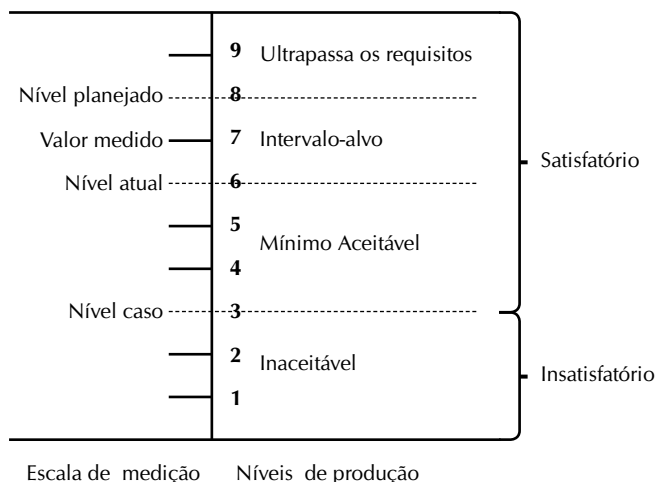 9 Ultrapassa os requisitos
Nível planejado 8
Valor medido 7 Intervalo-alvo
Satisfatório
Nível atual 6
5
Mínimo Aceitável
4
Nível caso 3
2
Inaceitável
Insatisfatório
1
Escala de medição Níveis de produção